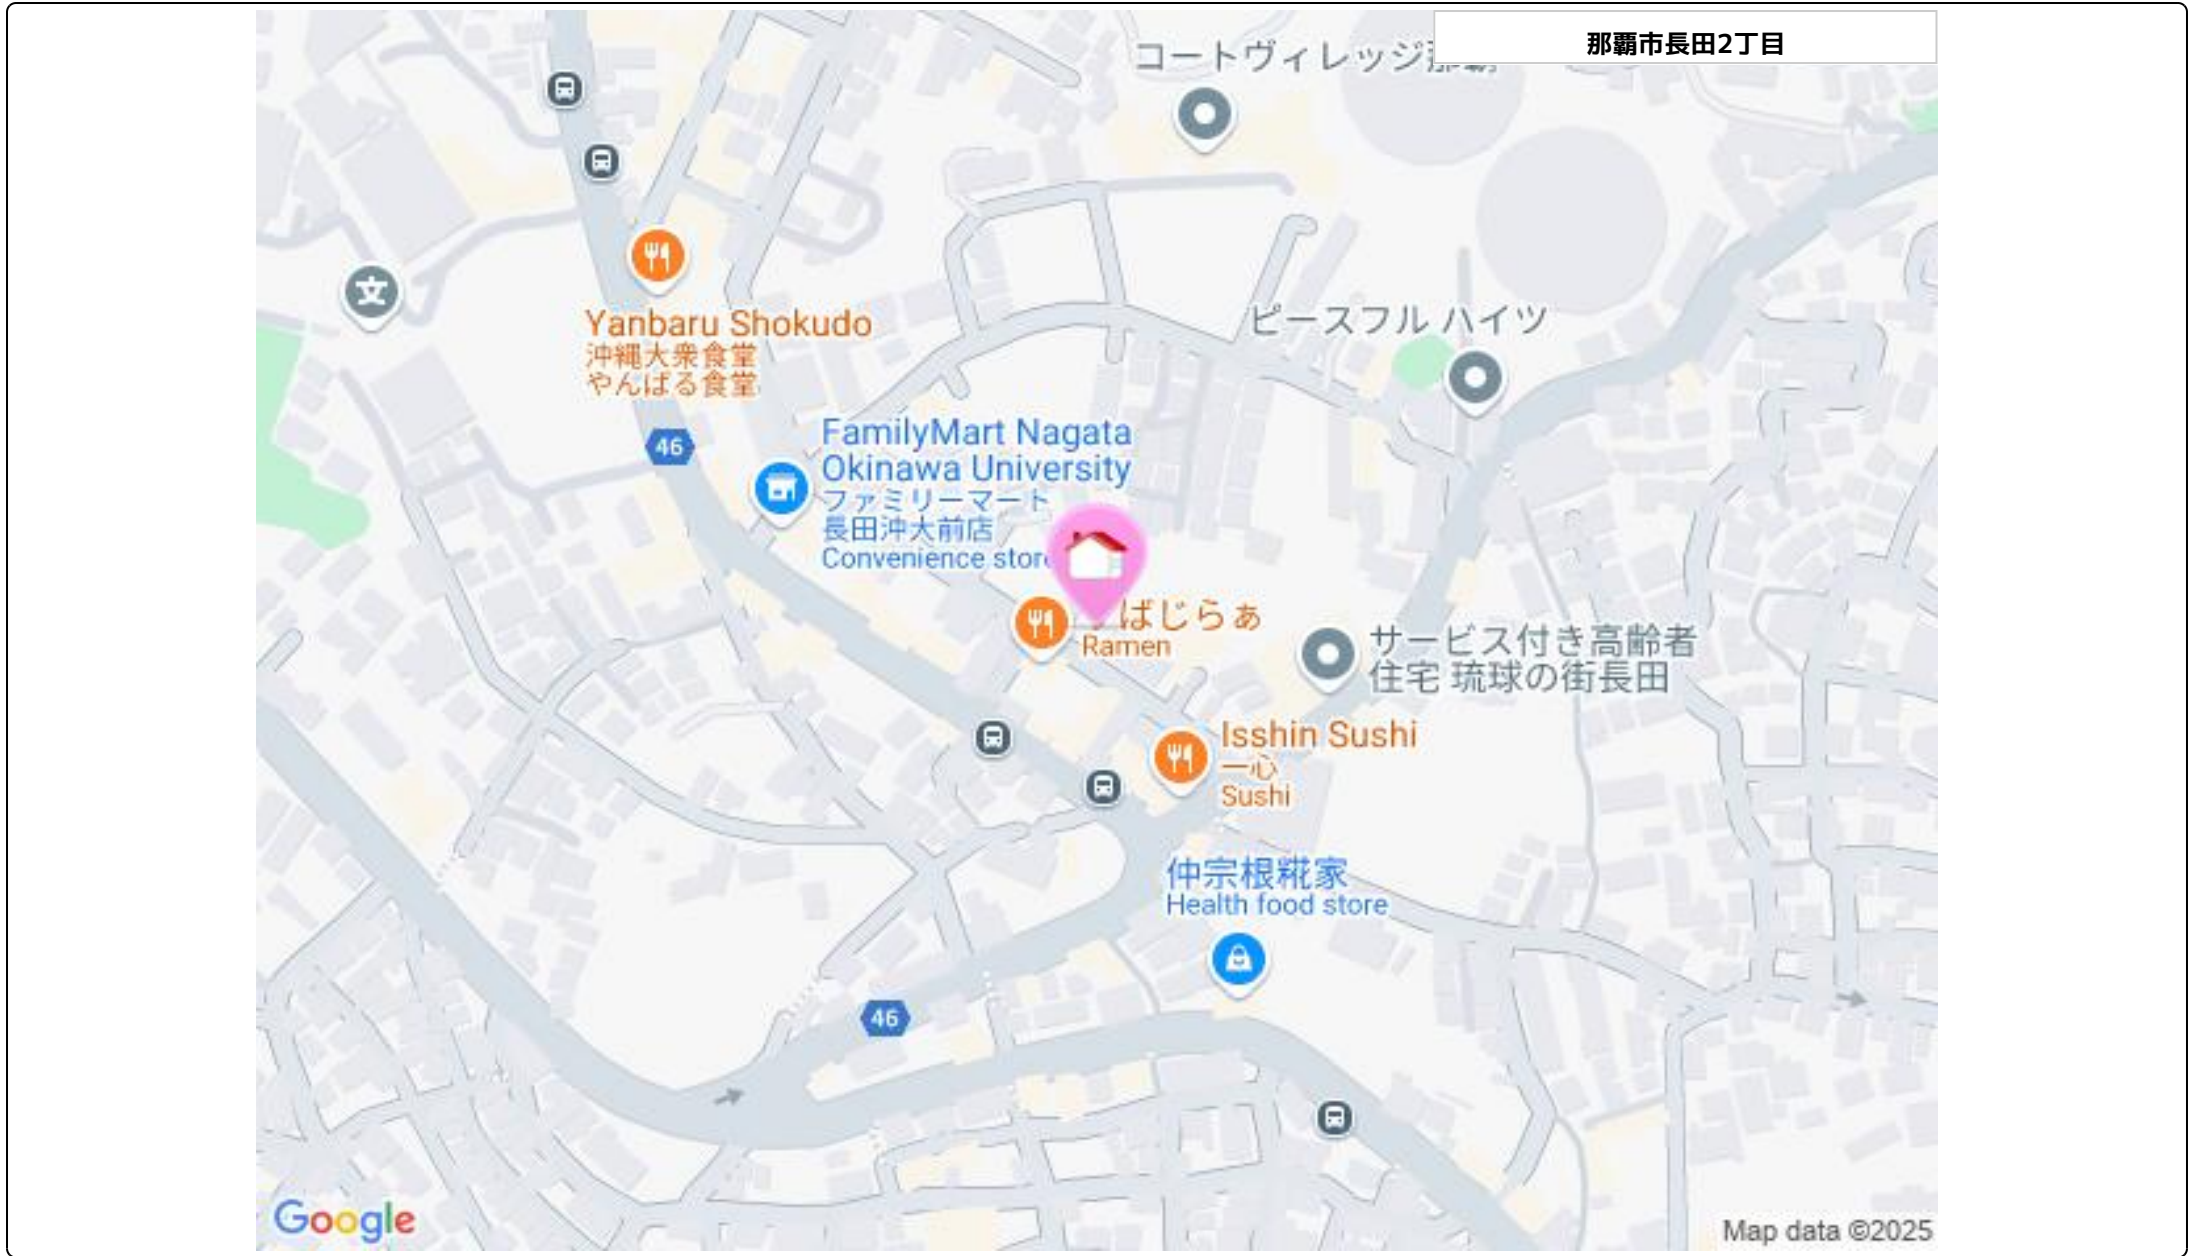 那覇市長田2丁目
コートヴィレッジ那覇
Yanbaru Shokudo
沖縄大衆食堂
やんばる食堂
ピースフル ハイツ
46
FamilyMart Nagata
Okinawa University
ファミリーマート
長田沖大前店
Convenience store
ばじらぁ
Ramen
サービス付き高齢者
住宅 琉球の街長田
Isshin Sushi
一心
Sushi
仲宗根糀家
Health food store
46
文
Google
Map data ©2025